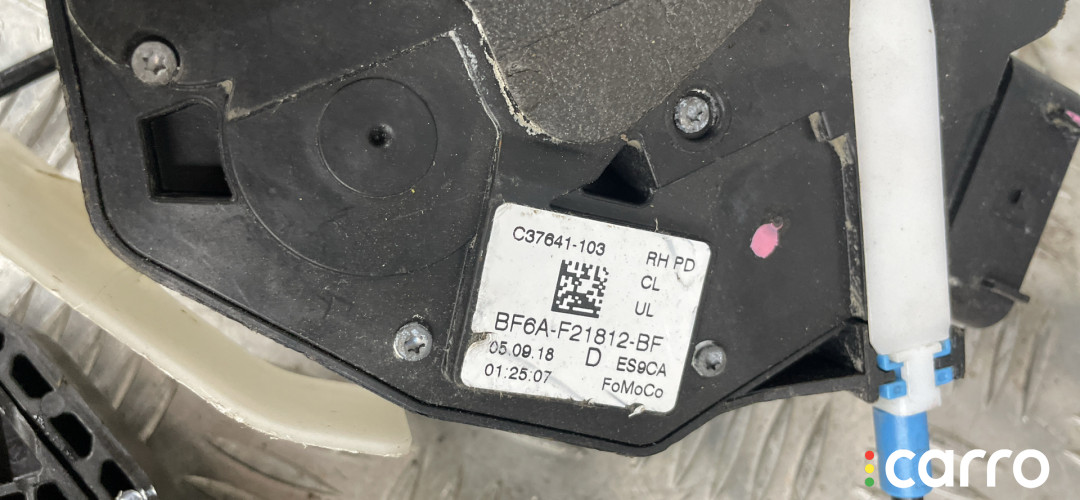 C37641-103
RH PD
CL
UL
BF6A-F21812-BF
05.09.18 D ES9CA
01:25:07 FoMoCo
carro